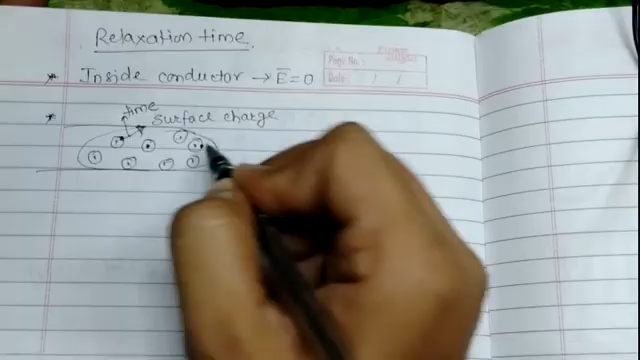 Relaxation time.
* Inside conductor → E̅ = 0
Page No.:
Date: / /
time
* surface charge